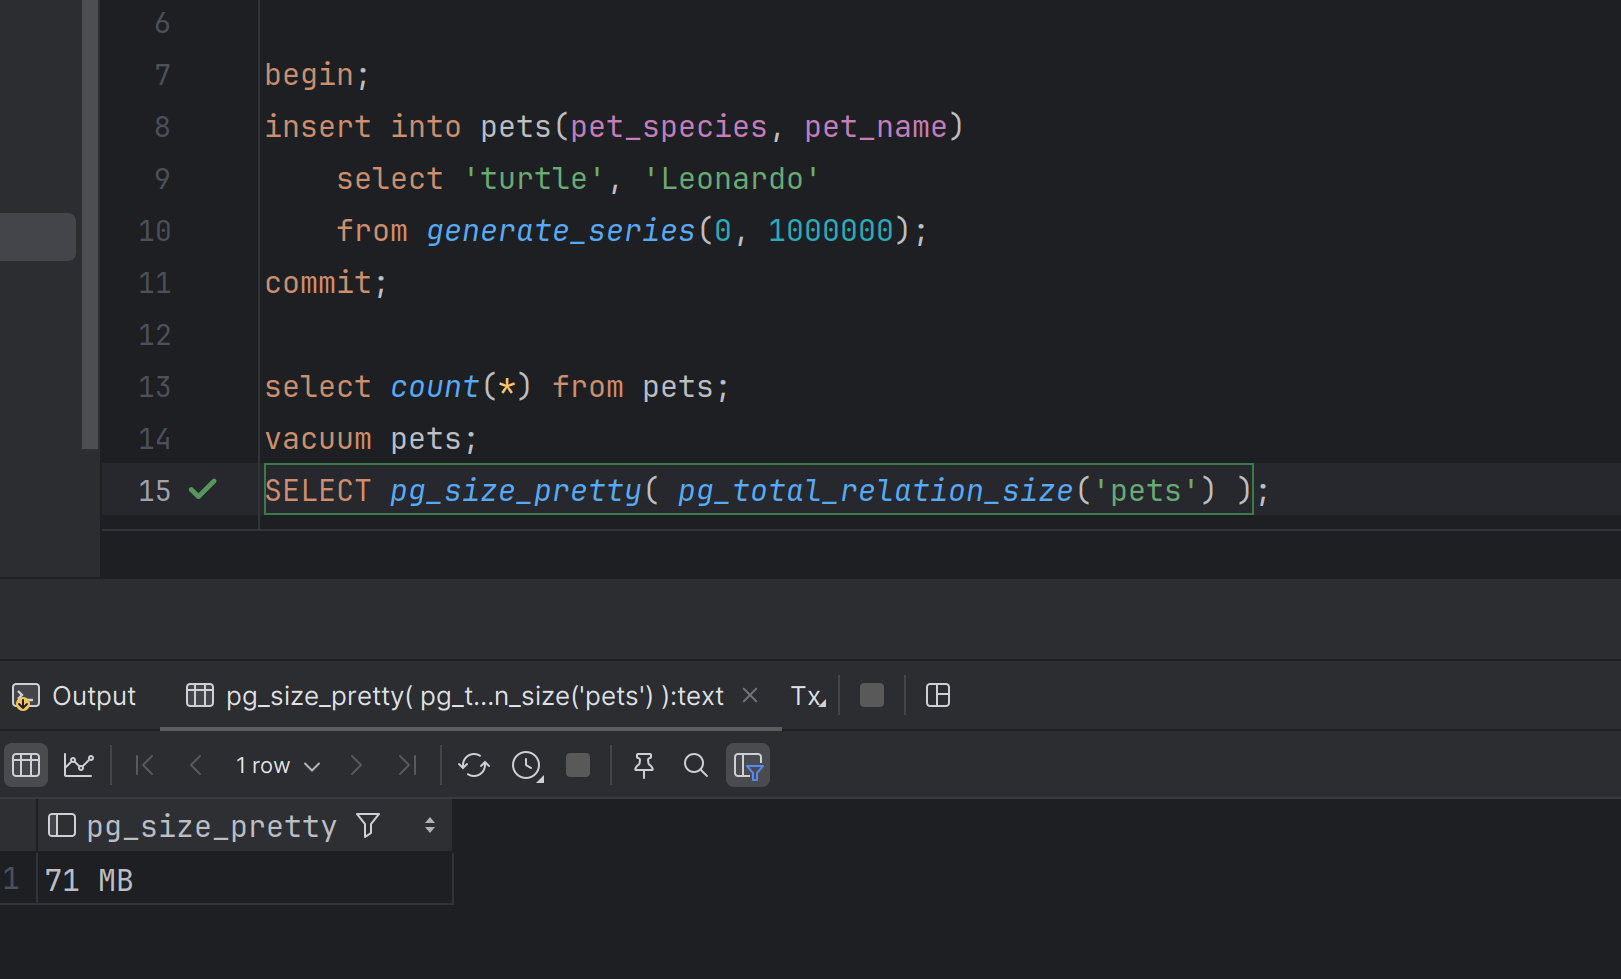 6
7 begin;
8 insert into pets(pet_species, pet_name)
9 select 'turtle', 'Leonardo'
10 from generate_series(0, 1000000);
11 commit;
12
13 select count(*) from pets;
14 vacuum pets;
15 SELECT pg_size_pretty( pg_total_relation_size('pets') );
Output pg_size_pretty( pg_t...n_size('pets') ):text Tx
1 row
pg_size_pretty
1 71 MB